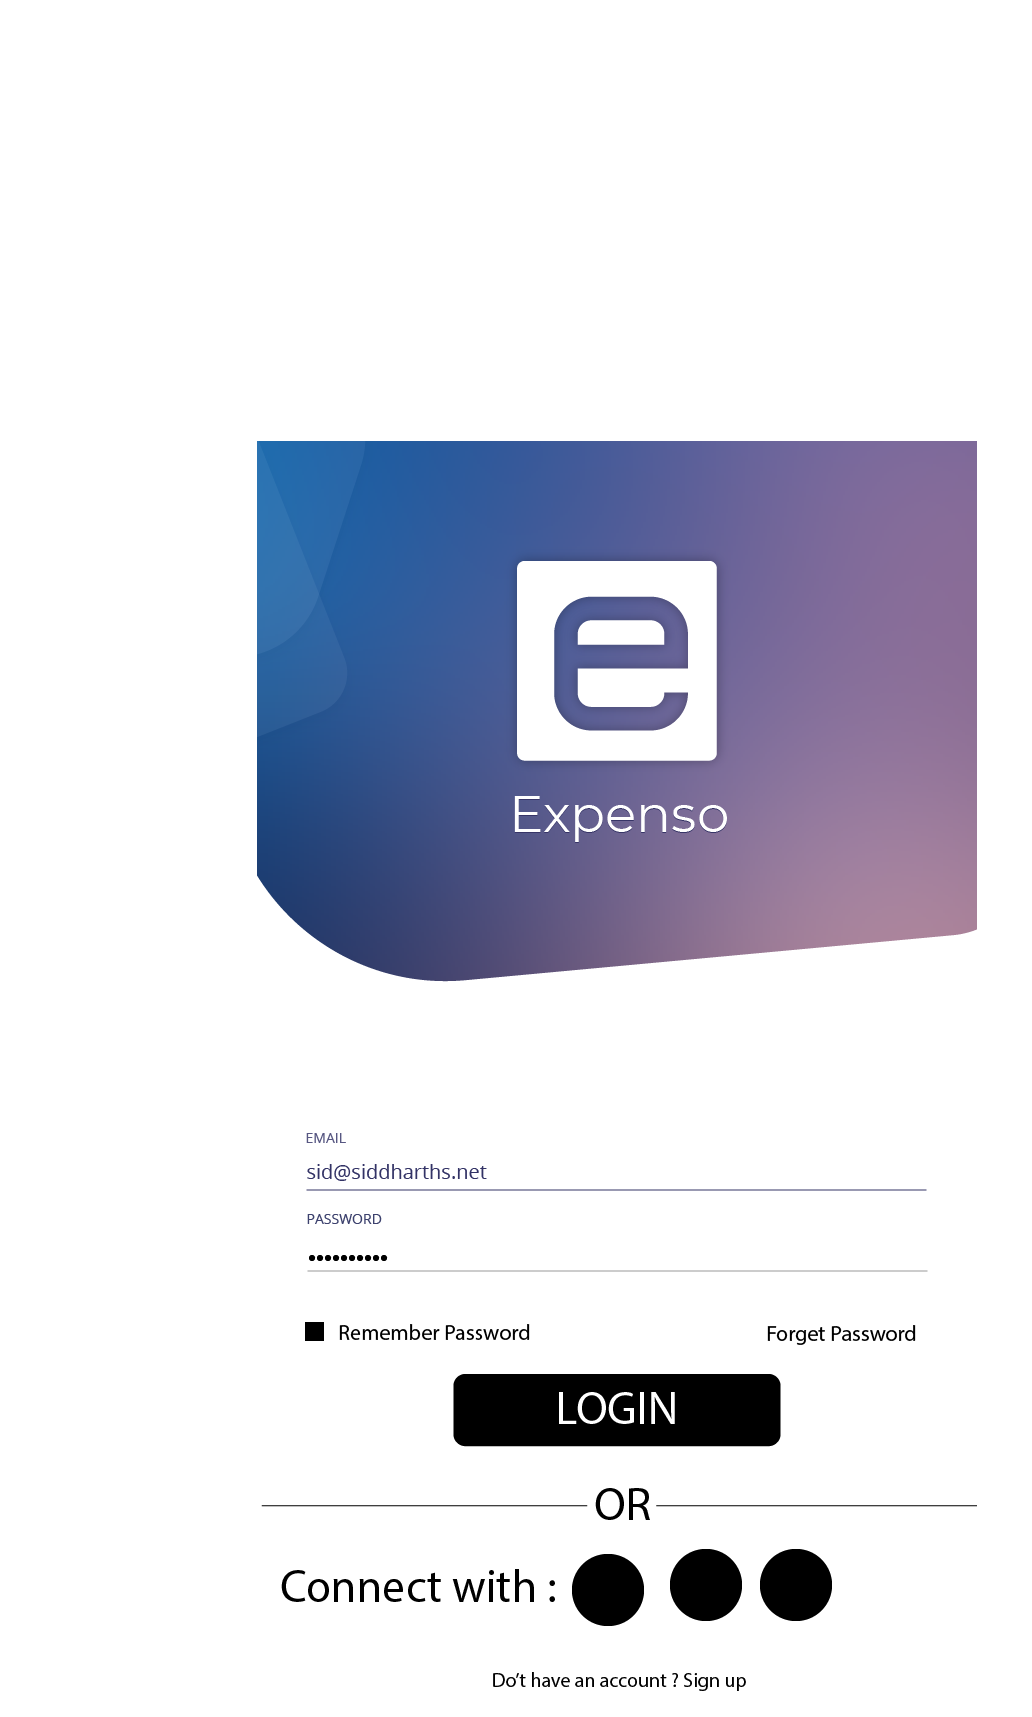 e
Expenso
EMAIL
sid@siddharths.net
PASSWORD
••••••••••
Remember Password
Forget Password
LOGIN
OR
Connect with :
Do't have an account ? Sign up